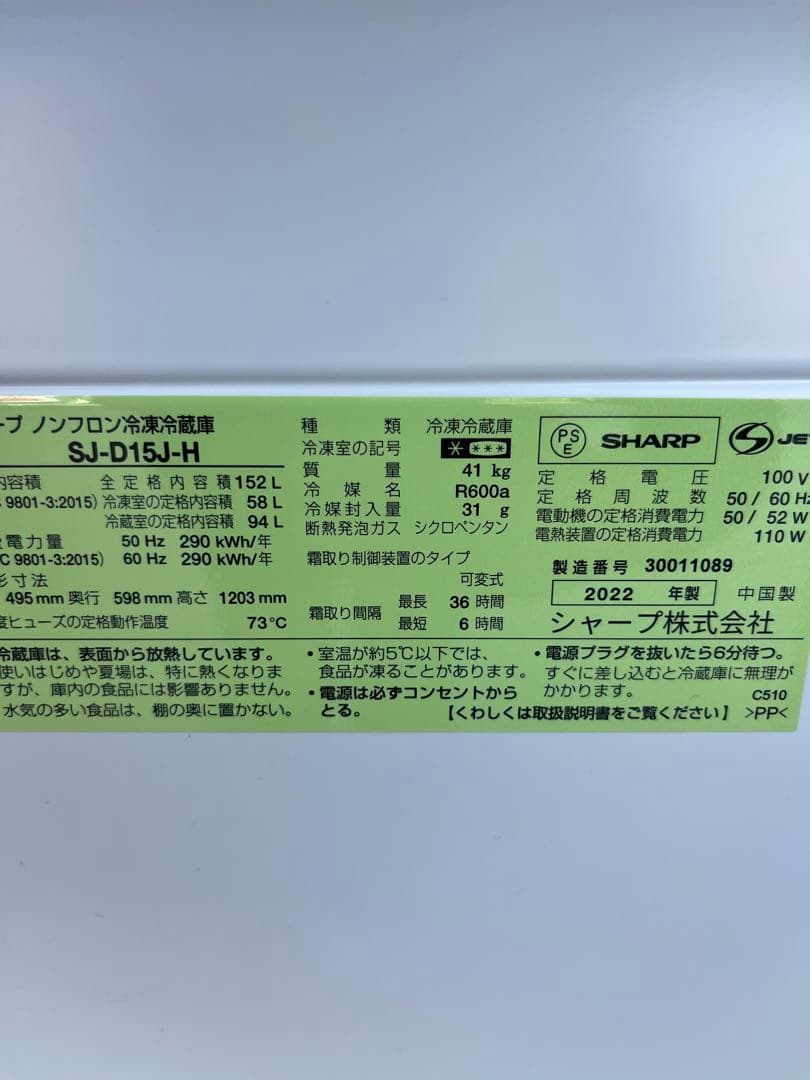 ープ ノンフロン冷凍冷蔵庫
SJ-D15J-H
内容積 全定格内容積 152 L
9801-3:2015) 冷凍室の定格内容積 58 L
冷蔵室の定格内容積 94 L
電力量 50 Hz 290 kWh/年
C 9801-3:2015) 60 Hz 290 kWh/年
形寸法
495 mm 奥行 598 mm 高さ 1203 mm
度ヒューズの定格動作温度 73℃
種類 冷凍冷蔵庫
冷凍室の記号
質量 41 kg
冷媒名 R600a
冷媒封入量 31 g
断熱発泡ガス シクロペンタン
霜取り制御装置のタイプ
可変式
霜取り間隔 最長 36 時間
最短 6 時間
PSE SHARP JE
定格電圧 100 V
定格周波数 50 / 60 Hz
電動機の定格消費電力 50 / 52 W
電熱装置の定格消費電力 110 W
製造番号 30011089
2022 年製 中国製
シャープ株式会社
冷蔵庫は、表面から放熱しています。
使いはじめや夏場は、特に熱くなりま
すが、庫内の食品には影響ありません。
水気の多い食品は、棚の奥に置かない。
・室温が約5℃以下では、
食品が凍ることがあります。
・電源は必ずコンセントから
とる。
・電源プラグを抜いたら6分待つ。
すぐに差し込むと冷蔵庫に無理が
かかります。 C510
【くわしくは取扱説明書をご覧ください】 >PP<